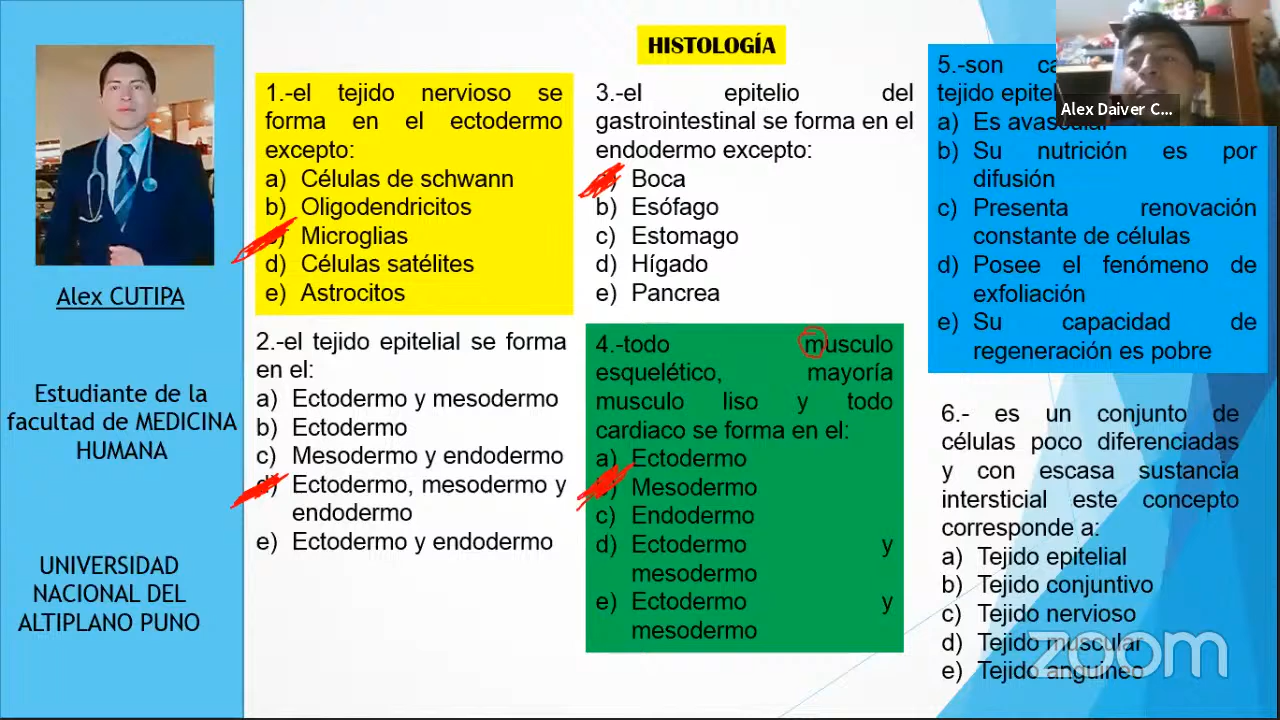 HISTOLOGÍA
Alex CUTIPA
Estudiante de la
facultad de MEDICINA
HUMANA
UNIVERSIDAD
NACIONAL DEL
ALTIPLANO PUNO
1.-el tejido nervioso se
forma en el ectodermo
excepto:
a) Células de schwann
b) Oligodendricitos
Microglias
d) Células satélites
e) Astrocitos
2.-el tejido epitelial se forma
en el:
a) Ectodermo y mesodermo
b) Ectodermo
c) Mesodermo y endodermo
d) Ectodermo, mesodermo y
endodermo
e) Ectodermo y endodermo
3.-el epitelio del
gastrointestinal se forma en el
endodermo excepto:
Boca
b) Esófago
c) Estomago
d) Hígado
e) Pancrea
4.-todo musculo
esquelético, mayoría
musculo liso y todo
cardiaco se forma en el:
a) Ectodermo
Mesodermo
c) Endodermo
d) Ectodermo y
mesodermo
e) Ectodermo y
mesodermo
5.-son
tejido
a) Es avascular
b) Su nutrición es por
difusión
c) Presenta renovación
constante de células
d) Posee el fenómeno de
exfoliación
e) Su capacidad de
regeneración es pobre
6.- es un conjunto de
células poco diferenciadas
y con escasa sustancia
intersticial este concepto
corresponde a:
a) Tejido epitelial
b) Tejido conjuntivo
c) Tejido nervioso
d) Tejido muscular
e) Tejido anguineo
Alex Daiver C...
zoom